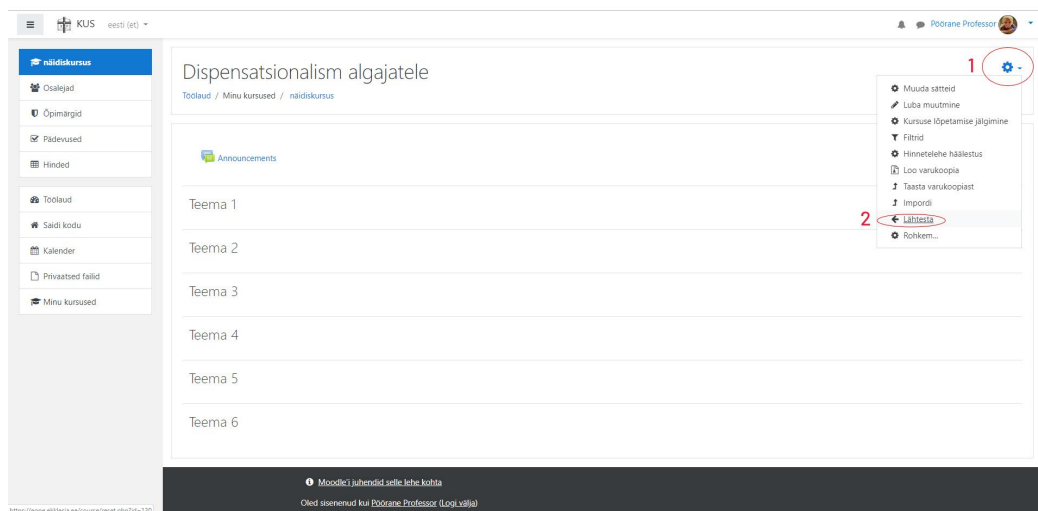 KUS eesti (et)
Pöörane Professor
näidiskursus
Osalejad
Õpimärgid
Pädevused
Hinded
Töölaud
Saidi kodu
Kalender
Privaatsed failid
Minu kursused
Dispensatsionalism algajatele
Töölaud / Minu kursused / näidiskursus
1
Muuda sätteid
Luba muutmine
Kursuse lõpetamise jälgimine
Filtrid
Hinnetelehe häälestus
Loo varukoopia
Taasta varukoopiast
Impordi
2 Lähtesta
Rohkem...
Announcements
Teema 1
Teema 2
Teema 3
Teema 4
Teema 5
Teema 6
Moodle'i juhendid selle lehe kohta
Oled sisenenud kui Pöörane Professor (Logi välja)